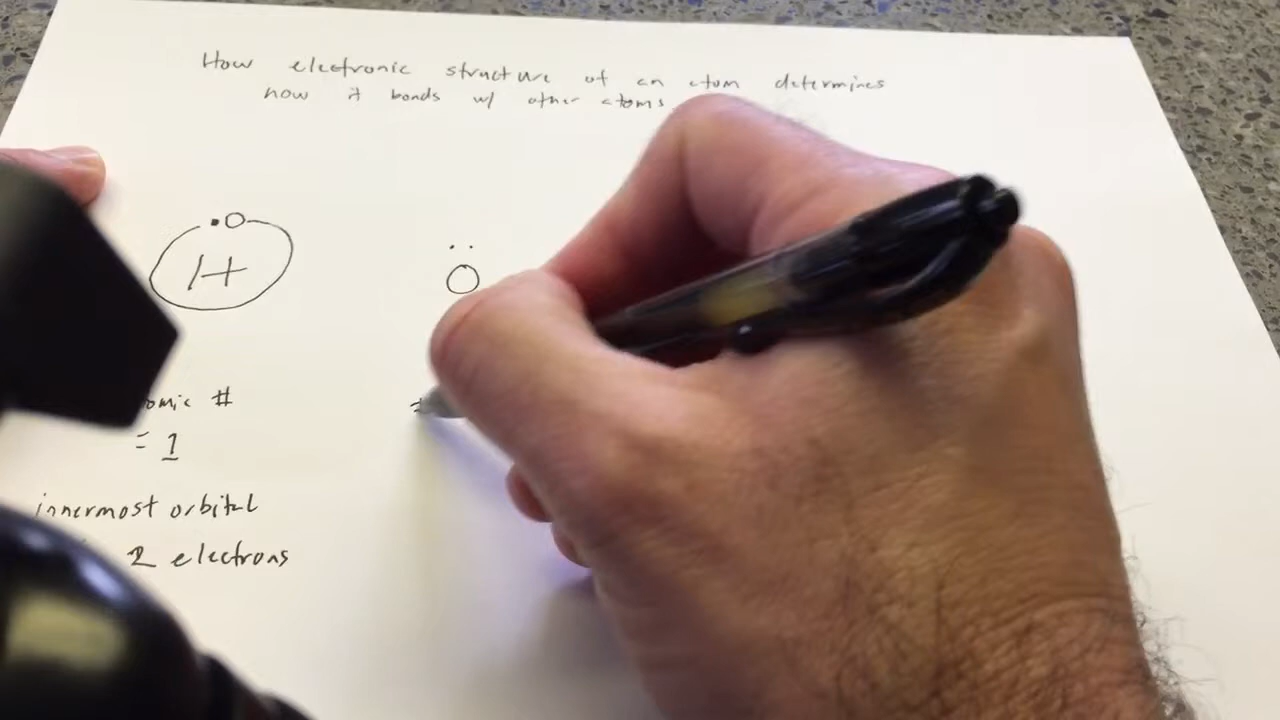 How electronic structure of an atom determines
how it bonds w/ other atoms
H
O
omic #
= 1
innermost orbital
2 electrons